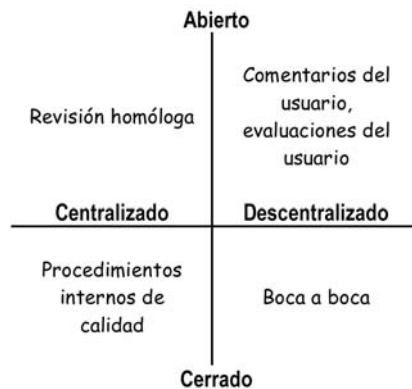 Abierto
Revisión homóloga
Comentarios del
usuario,
evaluaciones del
usuario
Centralizado
Descentralizado
Procedimientos
internos de
calidad
Boca a boca
Cerrado